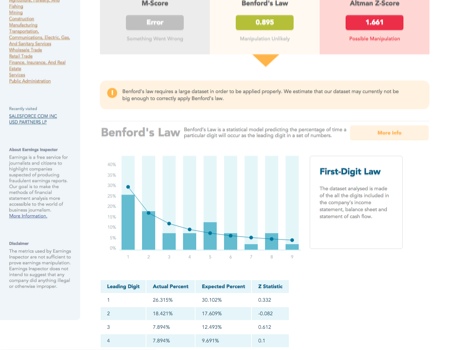 M-Score
Benford's Law
Altman Z-Score
Error
0.895
1.661
Something Went Wrong
Manipulation Unlikely
Possible Manipulation
Fishing
Mining
Construction
Manufacturing
Transportation,
Communications, Electric, Gas,
And Sanitary Services
Wholesale Trade
Retail Trade
Finance, Insurance, And Real
Estate
Services
Public Administration
Recently visited
SALESFORCE COM INC
USD PARTNERS LP
About Earnings Inspector
Earnings is a free service for
journalists and citizens to
highlight companies
suspected of producing
fraudulent earnings reports.
Our goal is to make the
methods of financial
statement analysis more
accessible to the world of
business journalism.
More Information.
Disclaimer
The metrics used by Earnings
Inspector are not sufficient to
prove earnings manipulation.
Earnings Inspector does not
intend to suggest that any
company did anything illegal
or otherwise improper.
! Benford's law requires a large dataset in order to be applied properly. We estimate that our dataset may currently not be
big enough to correctly apply Benford's law.
Benford's Law
Benford's Law is a statistical model predicting the percentage of time a
particular digit will occur as the leading digit in a set of numbers.
More Info
40%
35%
30%
25%
20%
15%
10%
5%
0%
1 2 3 4 5 6 7 8 9
First-Digit Law
The dataset analysed is made
of the all the digits included
in the company's income
statement, balance sheet and
statement of cash flow.
Leading Digit Actual Percent Expected Percent Z Statistic
1 26.315% 30.102% 0.332
2 18.421% 17.609% -0.082
3 7.894% 12.493% 0.612
4 7.894% 9.691% 0.1